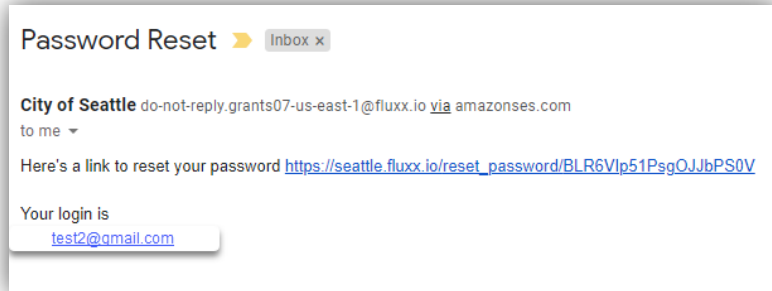 Password Reset Inbox x
City of Seattle do-not-reply.grants07-us-east-1@fluxx.io via amazonses.com
to me
Here's a link to reset your password https://seattle.fluxx.io/reset_password/BLR6VIp51PsgOJJbPS0V
Your login is
test2@gmail.com